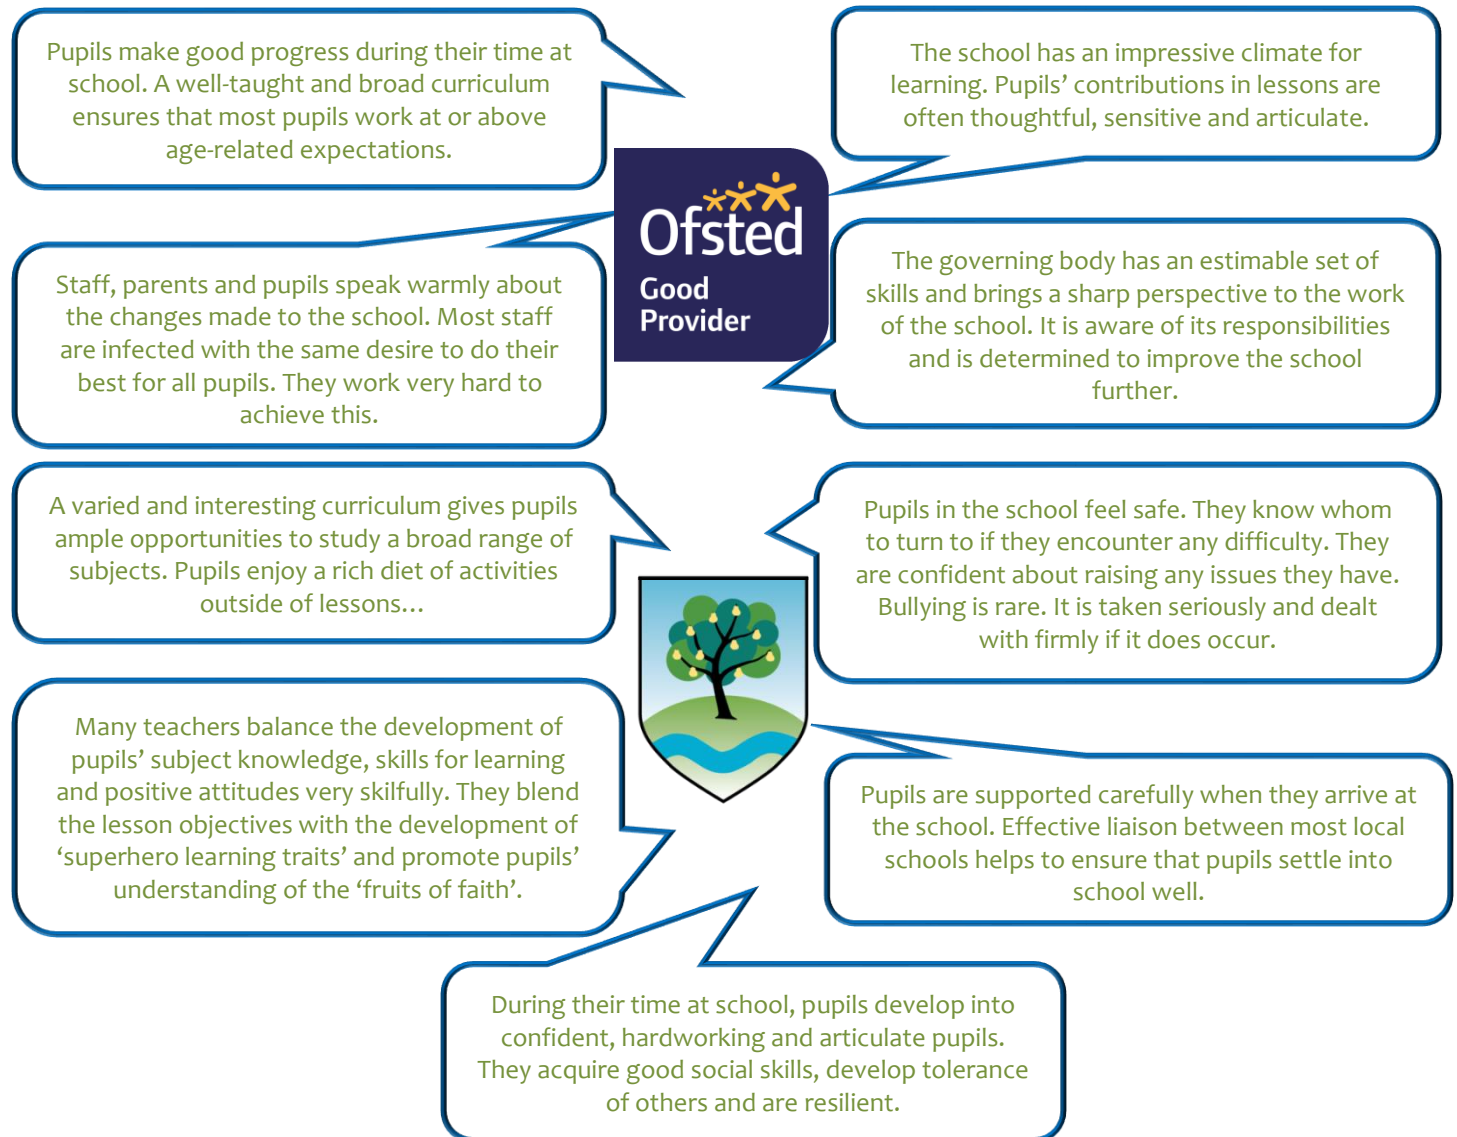 Pupils make good progress during their time at
school. A well-taught and broad curriculum
ensures that most pupils work at or above
age-related expectations.
The school has an impressive climate for
learning. Pupils’ contributions in lessons are
often thoughtful, sensitive and articulate.
Ofsted
Good
Provider
Staff, parents and pupils speak warmly about
the changes made to the school. Most staff
are infected with the same desire to do their
best for all pupils. They work very hard to
achieve this.
The governing body has an estimable set of
skills and brings a sharp perspective to the work
of the school. It is aware of its responsibilities
and is determined to improve the school
further.
A varied and interesting curriculum gives pupils
ample opportunities to study a broad range of
subjects. Pupils enjoy a rich diet of activities
outside of lessons…
Pupils in the school feel safe. They know whom
to turn to if they encounter any difficulty. They
are confident about raising any issues they have.
Bullying is rare. It is taken seriously and dealt
with firmly if it does occur.
Many teachers balance the development of
pupils’ subject knowledge, skills for learning
and positive attitudes very skilfully. They blend
the lesson objectives with the development of
‘superhero learning traits’ and promote pupils’
understanding of the ‘fruits of faith’.
Pupils are supported carefully when they arrive at
the school. Effective liaison between most local
schools helps to ensure that pupils settle into
school well.
During their time at school, pupils develop into
confident, hardworking and articulate pupils.
They acquire good social skills, develop tolerance
of others and are resilient.